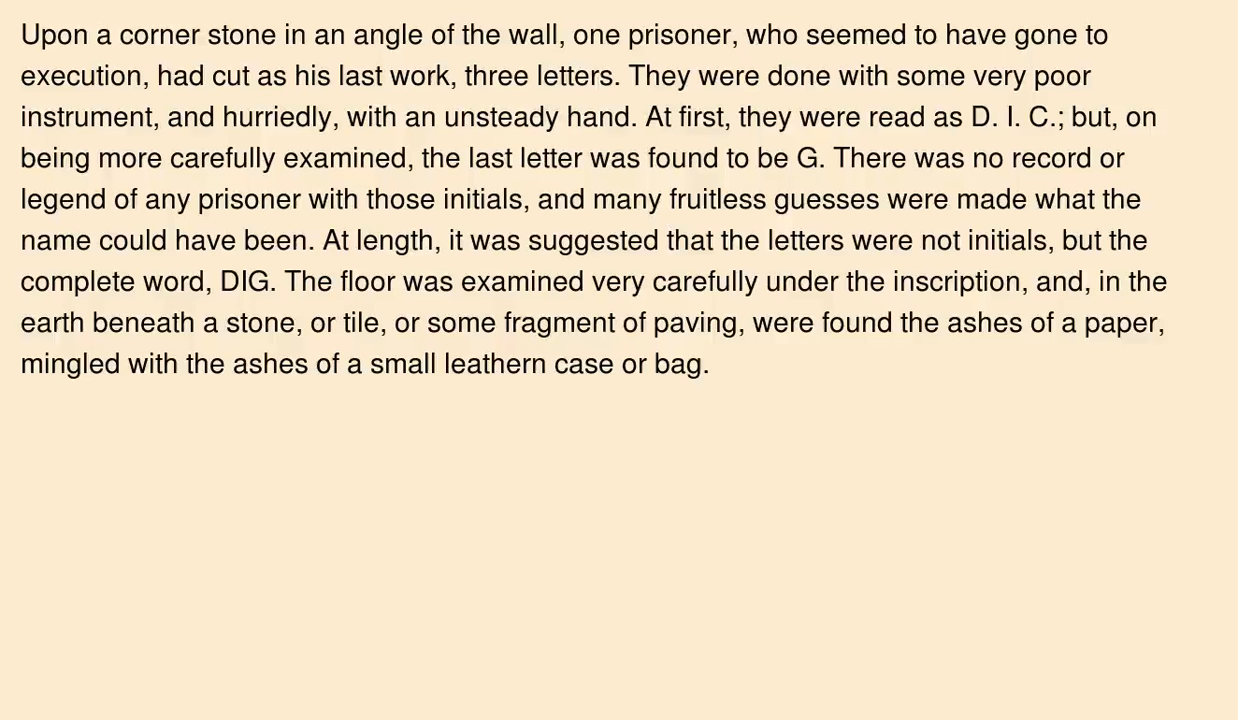 Upon a corner stone in an angle of the wall, one prisoner, who seemed to have gone to
execution, had cut as his last work, three letters. They were done with some very poor
instrument, and hurriedly, with an unsteady hand. At first, they were read as D. I. C.; but, on
being more carefully examined, the last letter was found to be G. There was no record or
legend of any prisoner with those initials, and many fruitless guesses were made what the
name could have been. At length, it was suggested that the letters were not initials, but the
complete word, DIG. The floor was examined very carefully under the inscription, and, in the
earth beneath a stone, or tile, or some fragment of paving, were found the ashes of a paper,
mingled with the ashes of a small leathern case or bag.